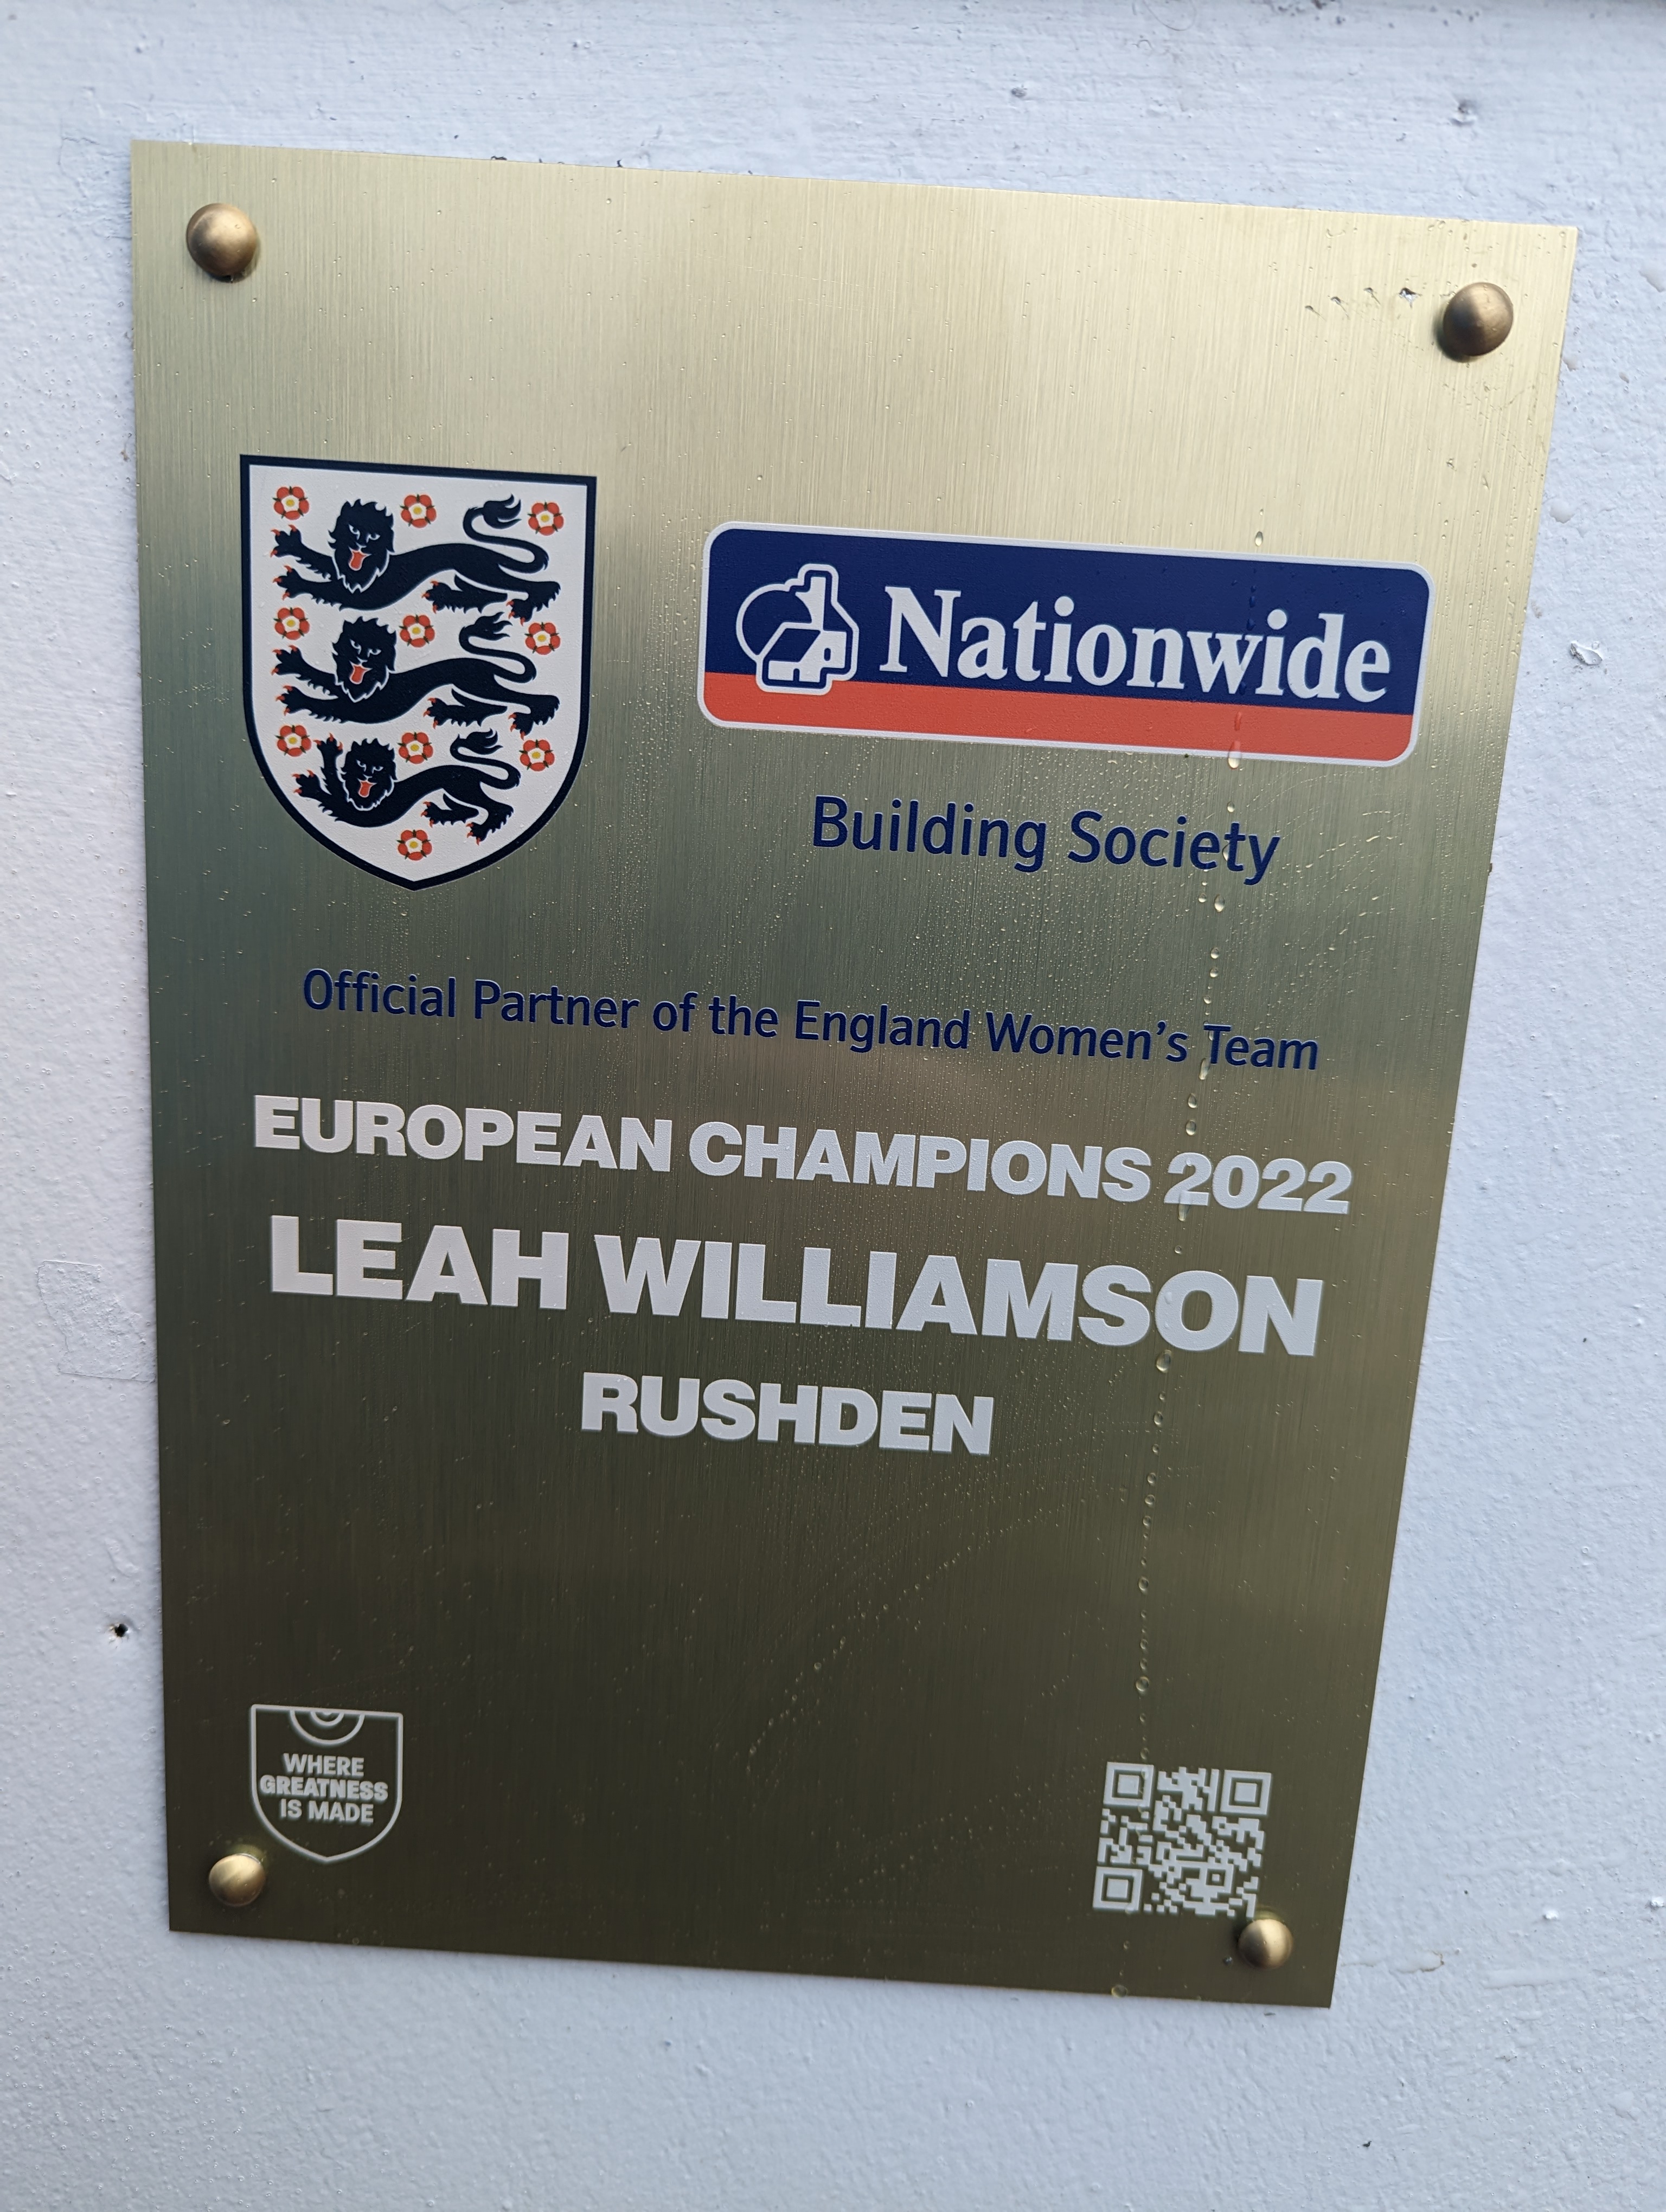 Nationwide
Building Society
Official Partner of the England Women's Team
EUROPEAN CHAMPIONS 2022
LEAH WILLIAMSON
RUSHDEN
WHERE
GREATNESS
IS MADE